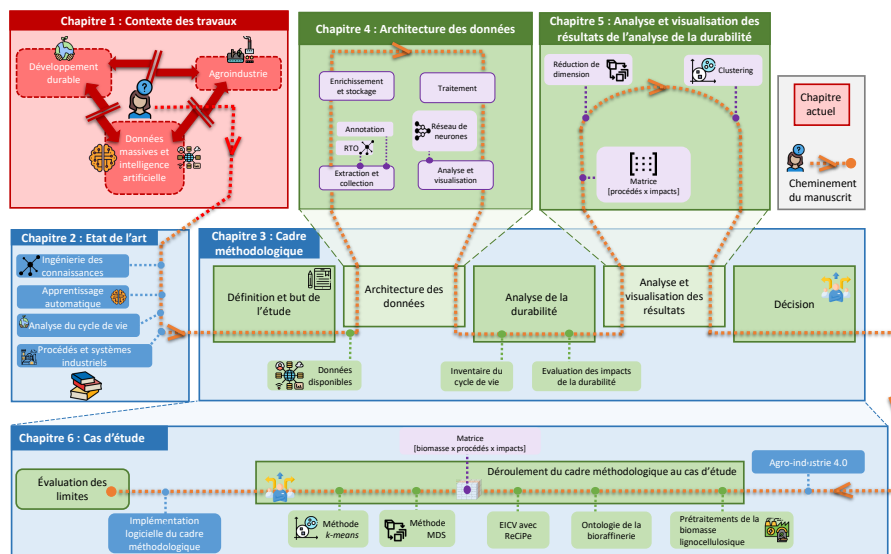 Chapitre 1 : Contexte des travaux
Développement
durable
Agroindustrie
Données
massives et
intelligence
artificielle
Chapitre 4 : Architecture des données
Enrichissement
et stockage
Traitement
Annotation
RTO
Réseau de
neurones
Extraction et
collection
Analyse et
visualisation
Chapitre 5 : Analyse et visualisation des
résultats de l’analyse de la durabilité
Réduction de
dimension
Clustering
Matrice
[procédés x impacts]
Chapitre
actuel
Cheminement
du manuscrit
Chapitre 2 : Etat de l’art
Ingénierie des
connaissances
Apprentissage
automatique
Analyse du cycle de vie
Procédés et systèmes
industriels
Chapitre 3 : Cadre
méthodologique
Définition et but de
l’étude
Architecture des
données
Analyse de la
durabilité
Analyse et
visualisation des
résultats
Décision
Données
disponibles
Inventaire du
cycle de vie
Evaluation des impacts
de la durabilité
Chapitre 6 : Cas d’étude
Matrice
[biomasse x procédés x impacts]
Déroulement du cadre méthodologique au cas d’étude
Agro-industrie 4.0
Évaluation des
limites
Implémentation
logicielle du cadre
méthodologique
Méthode
k-means
Méthode
MDS
EICV avec
ReCiPe
Ontologie de la
bioraffinerie
Prétraitements de la
biomasse
lignocellulosique